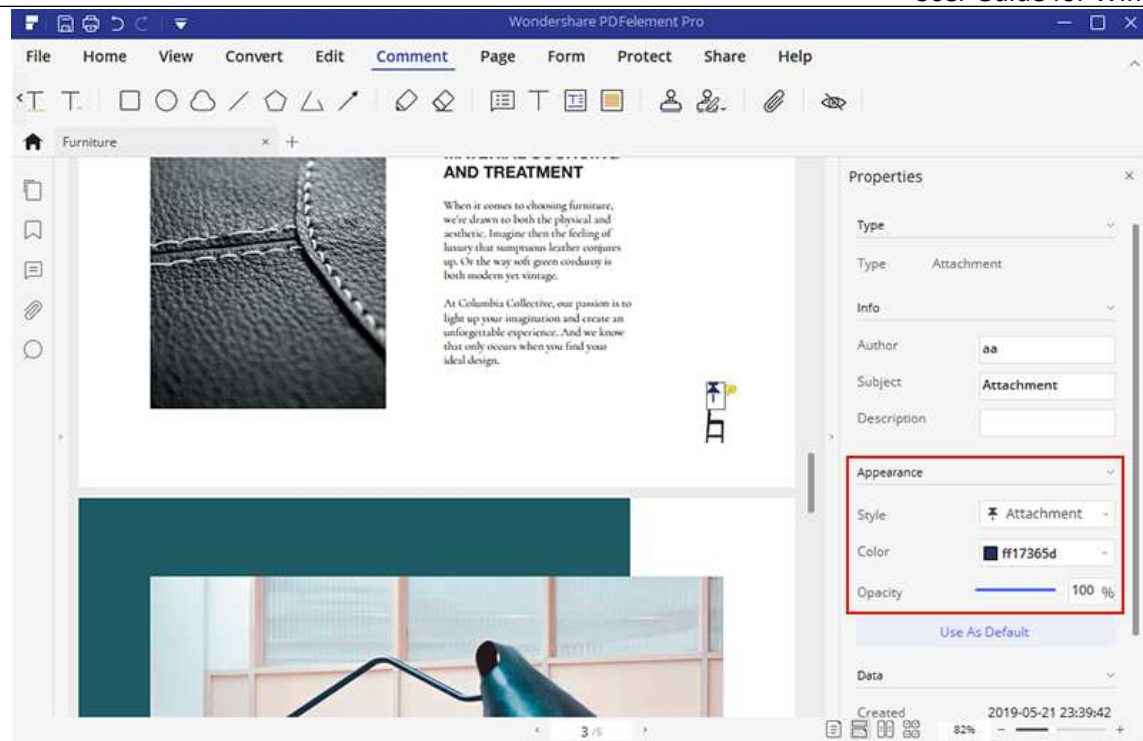 Wondershare PDFelement Pro
File Home View Convert Edit Comment Page Form Protect Share Help
Furniture
AND TREATMENT
When it comes to choosing furniture,
we're drawn to both the physical and
aesthetic. Imagine then the feeling of
luxury that sumptuous leather conjures
up. Or the way soft green corduroy is
both modern yet vintage.
At Columbia Collective, our passion is to
light up your imagination and create an
unforgettable experience. And we know
that only occurs when you find your
ideal design.
Properties
Type
Type Attachment
Info
Author aa
Subject Attachment
Description
Appearance
Style Attachment
Color ff17365d
Opacity 100 %
Use As Default
Data
Created 2019-05-21 23:39:42
3 /5
82%